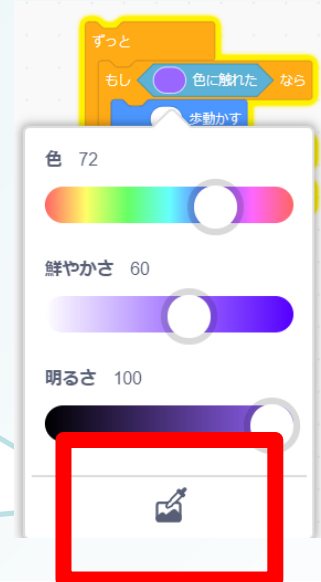 ずっと
もし 色に触れた なら
歩動かす
色 72
鮮やかさ 60
明るさ 100